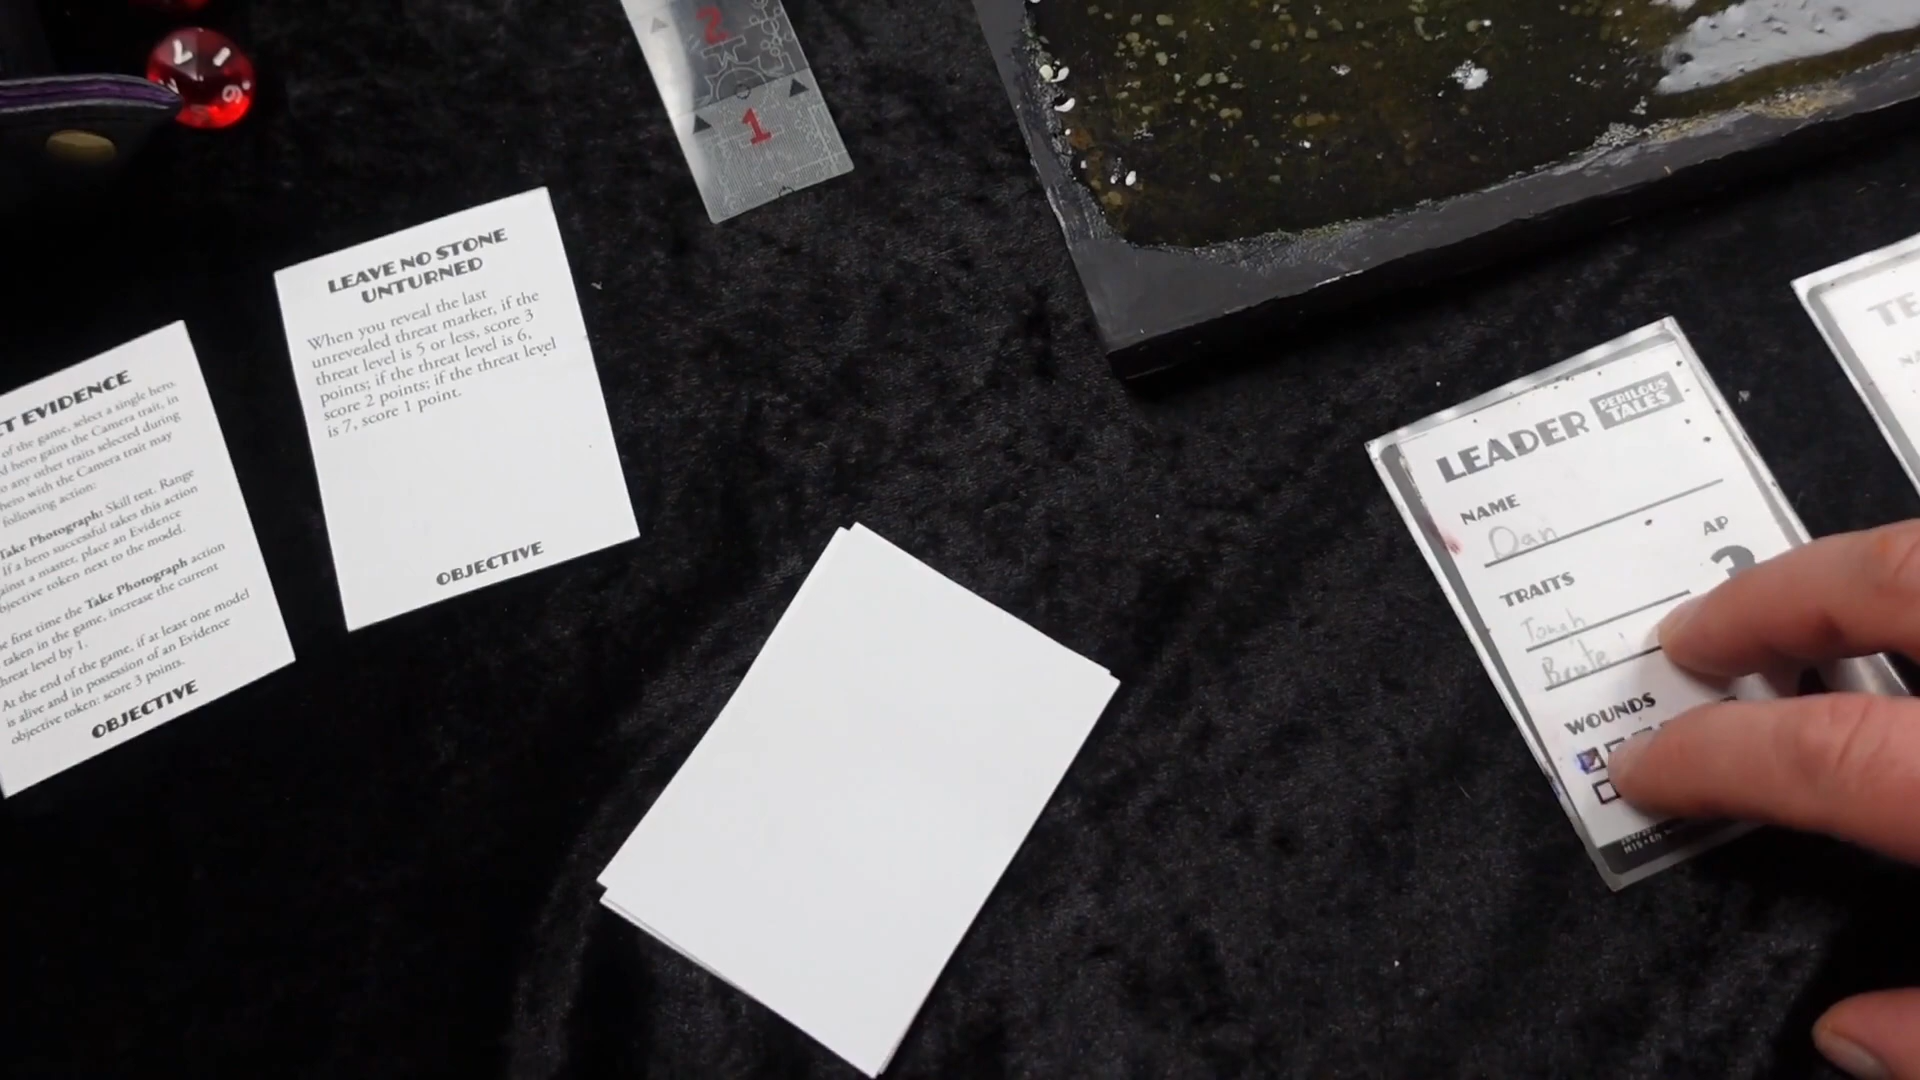 2
1
LEAVE NO STONE
UNTURNED
When you reveal the last
unrevealed threat marker, if the
threat level is 5 or less, score 3
points; if the threat level is 6,
score 2 points; if the threat level
is 7, score 1 point.
OBJECTIVE
EVIDENCE
of the game, select a single hero.
hero gains the Camera trait, in
any other traits selected during
hero with the Camera trait may
following action:
Take Photograph: Skill test. Range
If a hero successful takes this action
a master, place an Evidence
objective token next to the model.
first time the Take Photograph action
taken in the game, increase the current
threat level by 1.
At the end of the game, if at least one model
is alive and in possession of an Evidence
objective token: score 3 points.
OBJECTIVE
LEADER
PERILOUS
TALES
NAME
Dan
AP
TRAITS
Tough
Brute
WOUNDS
TE